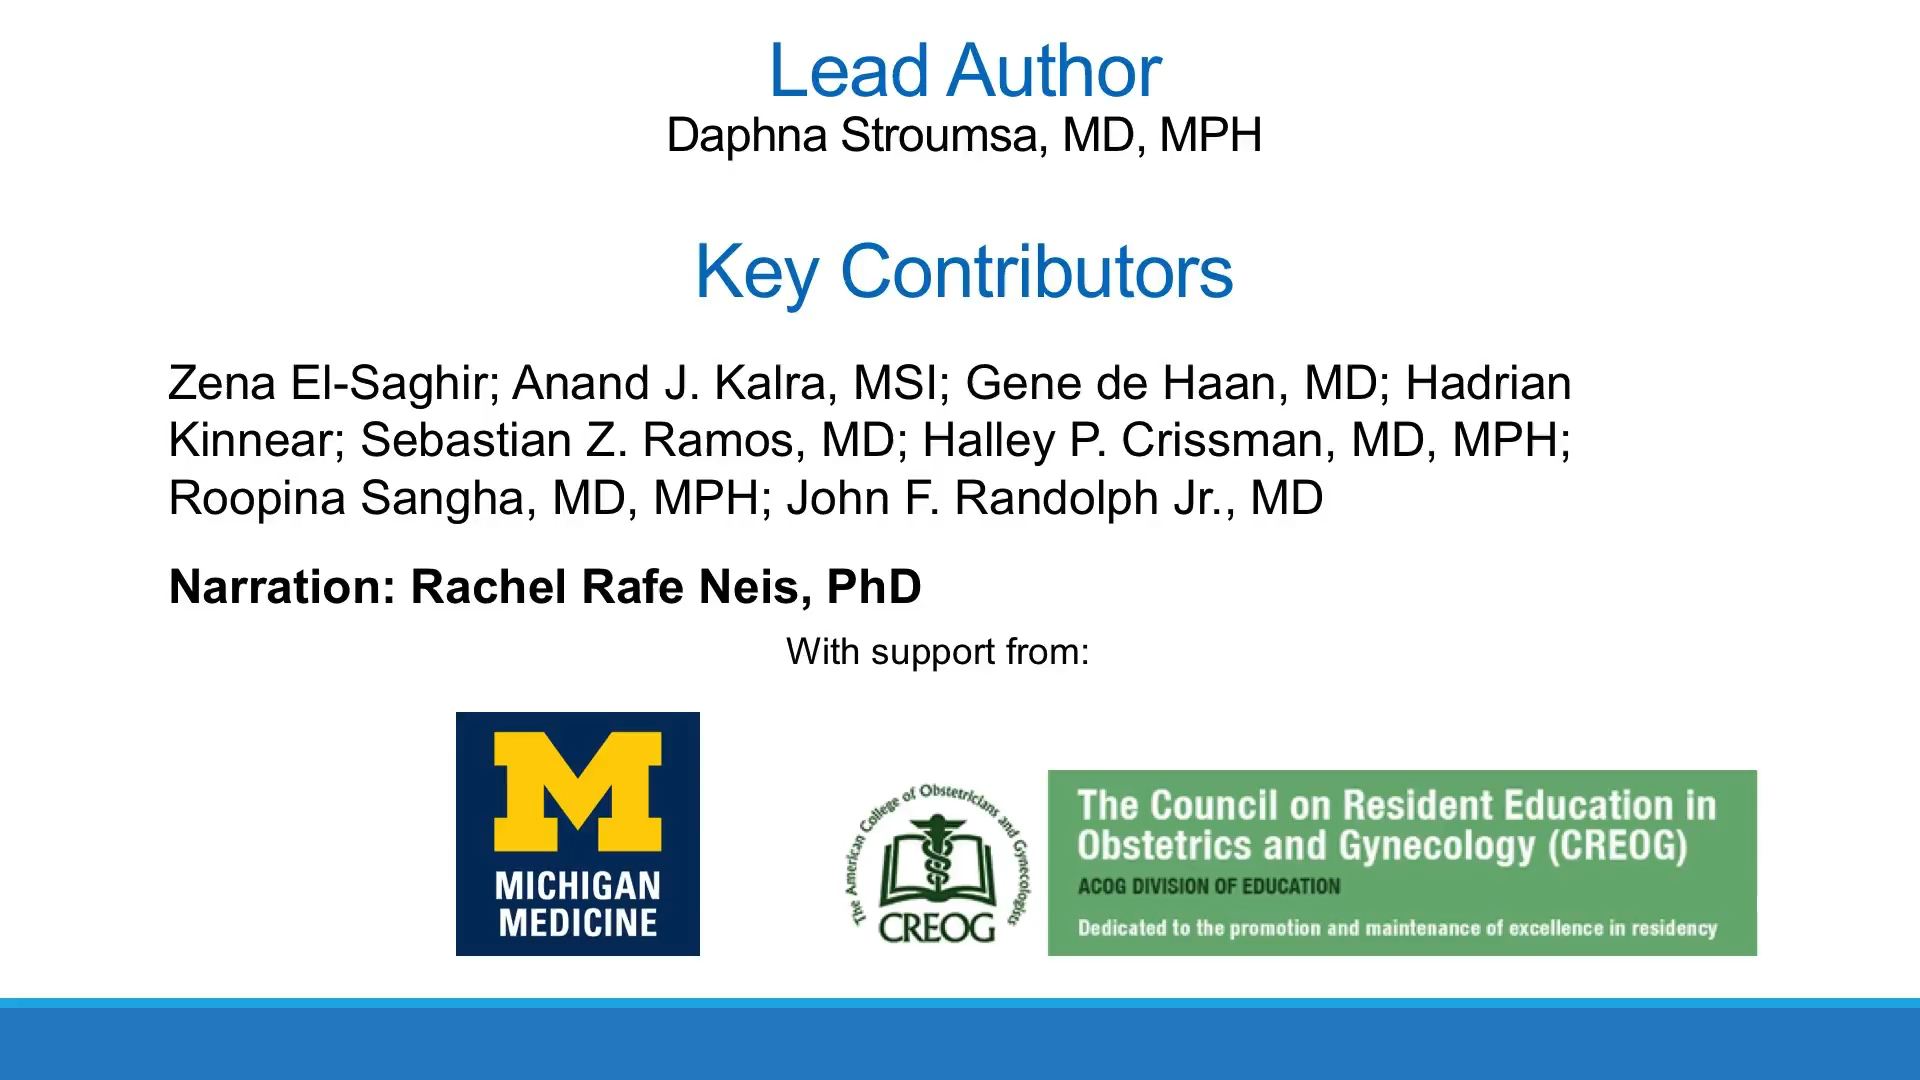 Lead Author
Daphna Stroumsa, MD, MPH
Key Contributors
Zena El-Saghir; Anand J. Kalra, MSI; Gene de Haan, MD; Hadrian
Kinnear; Sebastian Z. Ramos, MD; Halley P. Crissman, MD, MPH;
Roopina Sangha, MD, MPH; John F. Randolph Jr., MD
Narration: Rachel Rafe Neis, PhD
With support from:
M
MICHIGAN
MEDICINE
The American College of Obstetricians and Gynecologists
CREOG
The Council on Resident Education in
Obstetrics and Gynecology (CREOG)
ACOG DIVISION OF EDUCATION
Dedicated to the promotion and maintenance of excellence in residency